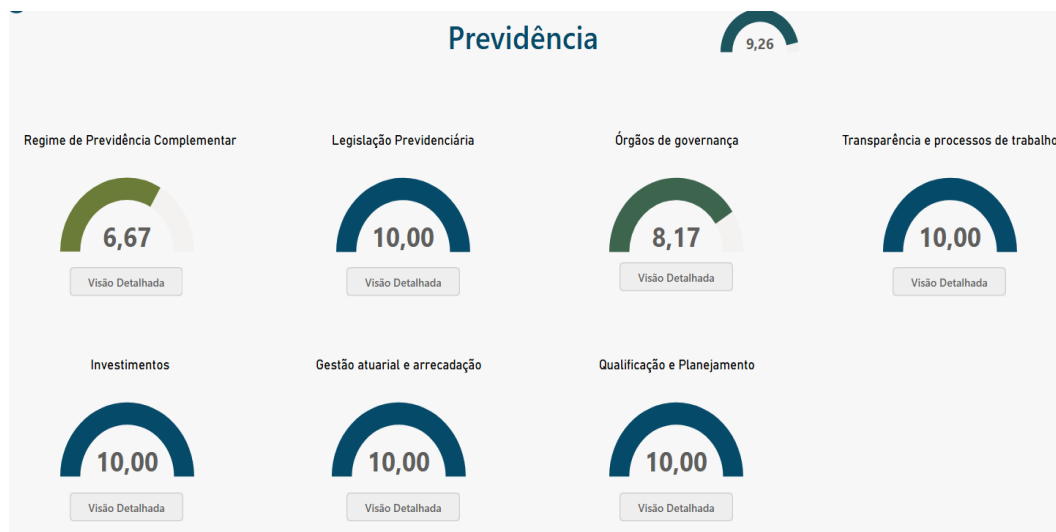 Previdência
9,26
Regime de Previdência Complementar
Legislação Previdenciária
Órgãos de governança
Transparência e processos de trabalho
6,67
10,00
8,17
10,00
Visão Detalhada
Visão Detalhada
Visão Detalhada
Visão Detalhada
Investimentos
Gestão atuarial e arrecadação
Qualificação e Planejamento
10,00
10,00
10,00
Visão Detalhada
Visão Detalhada
Visão Detalhada